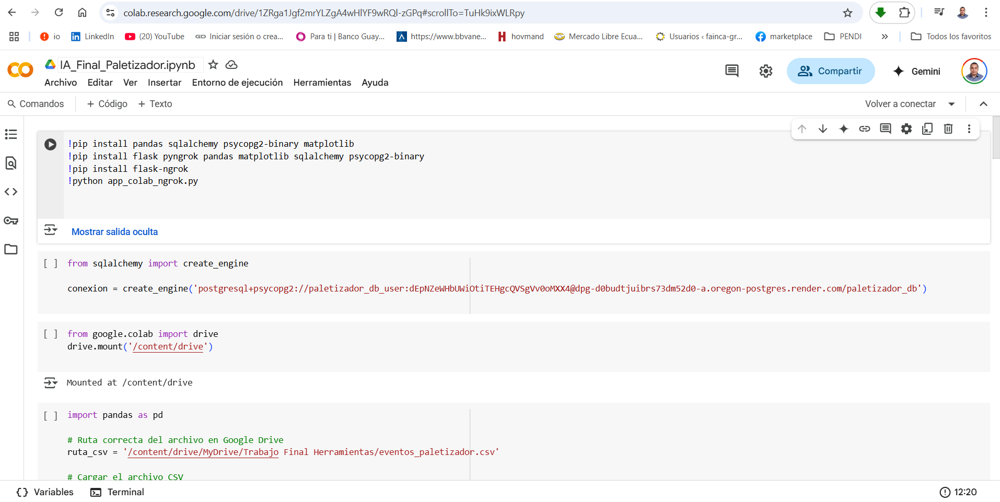 colab.research.google.com/drive/1ZRga1Jgf2mrYLZgA4wHlYF9wRQl-zGPq#scrollTo=TuHk9ixWLRpy
io
LinkedIn
(20) YouTube
GD Iniciar sesión o crea...
Para ti | Banco Guay...
https://www.bbvane...
hovmand
Mercado Libre Ecua...
Usuarios ‹ fainca-gr...
marketplace
PENDI
»
Todos los favoritos
IA_Final_Paletizador.ipynb
Archivo Editar Ver Insertar Entorno de ejecución Herramientas Ayuda
Compartir
Gemini
Comandos + Código + Texto
Volver a conectar
!pip install pandas sqlalchemy psycopg2-binary matplotlib
!pip install flask pyngrok pandas matplotlib sqlalchemy psycopg2-binary
!pip install flask-ngrok
!python app_colab_ngrok.py
Mostrar salida oculta
[ ] from sqlalchemy import create_engine
conexion = create_engine('postgresql+psycopg2://paletizador_db_user:dEpNZeWHbUWiOtiTEHgcQVSgVv0oMXX4@dpg-d0budtjuibrs73dm52d0-a.oregon-postgres.render.com/paletizador_db')
[ ] from google.colab import drive
drive.mount('/content/drive')
Mounted at /content/drive
[ ] import pandas as pd
# Ruta correcta del archivo en Google Drive
ruta_csv = '/content/drive/MyDrive/Trabajo Final Herramientas/eventos_paletizador.csv'
# Cargar el archivo CSV
{} Variables
Terminal
12:20